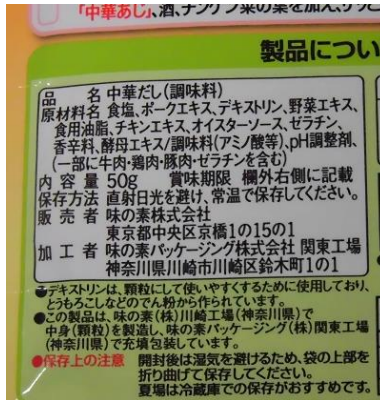 「中華あじ」、酒、
製品につい
品名 中華だし(調味料)
原材料名 食塩、ポークエキス、デキストリン、野菜エキス、
食用油脂、チキンエキス、オイスターソース、ゼラチン、
香辛料、酵母エキス/調味料(アミノ酸等)、pH調整剤、
(一部に牛肉・鶏肉・豚肉・ゼラチンを含む)
内容量 50g 賞味期限 欄外右側に記載
保存方法 直射日光を避け、常温で保存してください。
販売者 味の素株式会社
東京都中央区京橋1の15の1
加工者 味の素パッケージング株式会社 関東工場
神奈川県川崎市川崎区鈴木町1の1
●デキストリンは、顆粒にして使いやすくするために使用しており、
とうもろこしなどのでん粉から作られています。
●この製品は、味の素(株)川崎工場(神奈川県)で
中身(顆粒)を製造し、味の素パッケージング(株)関東工場
(神奈川県)で充填包装しています。
●保存上の注意 開封後は湿気を避けるため、袋の上部を
折り曲げて保存してください。
夏場は冷蔵庫での保存がおすすめです。